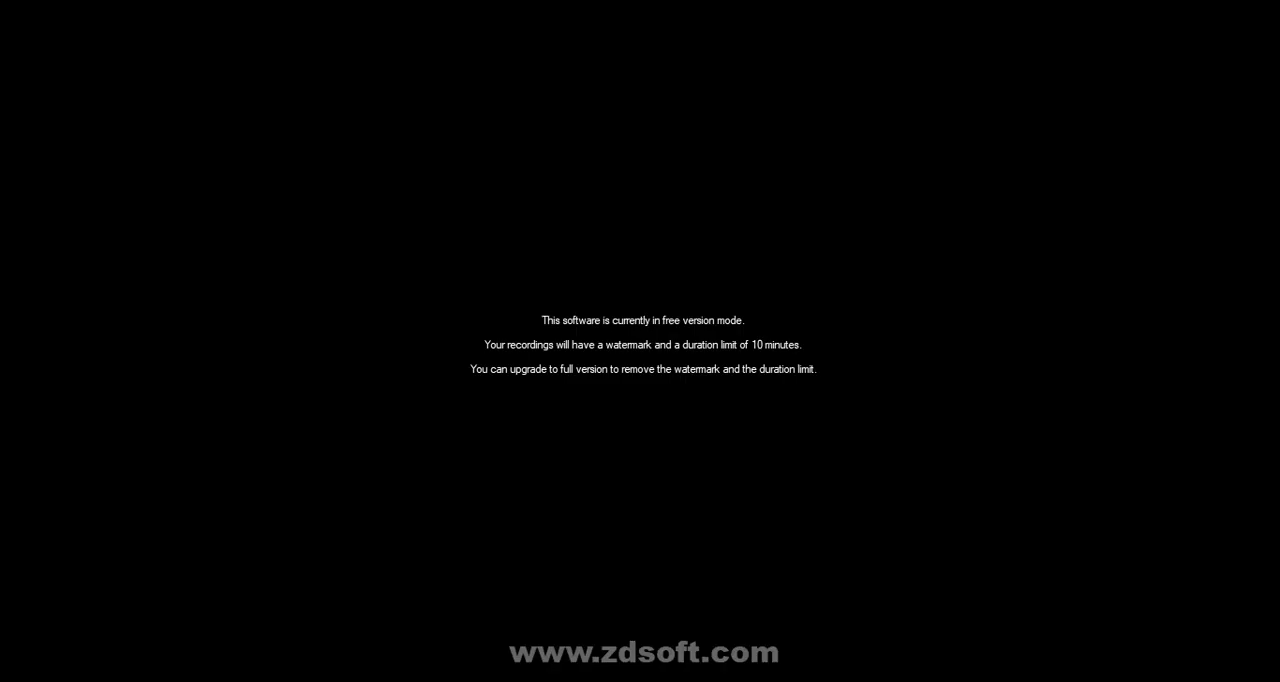 This software is currently in free version mode.
Your recordings will have a watermark and a duration limit of 10 minutes.
You can upgrade to full version to remove the watermark and the duration limit.
www.zdsoft.com